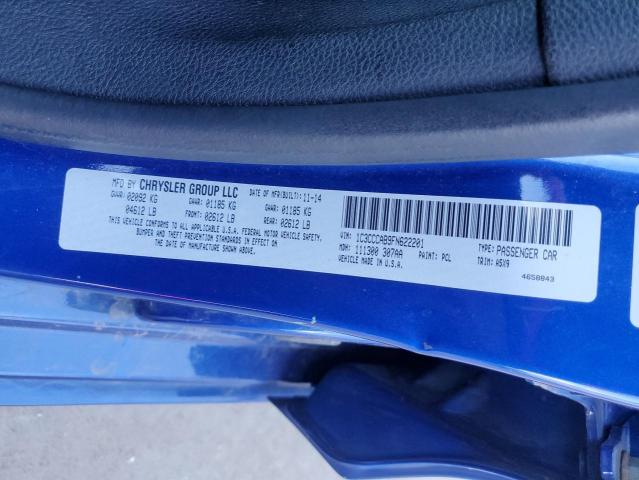 MFD BY CHRYSLER GROUP LLC DATE OF MFR(BUILT): 11-14
GVWR: 02092 KG GAWR: 01185 KG GAWR: 01185 KG
04612 LB FRONT: 02612 LB REAR: 02612 LB
THIS VEHICLE CONFORMS TO ALL APPLICABLE U.S.A. FEDERAL MOTOR VEHICLE SAFETY,
BUMPER AND THEFT PREVENTION STANDARDS IN EFFECT ON THE
DATE OF MANUFACTURE SHOWN ABOVE.
VIN: 1C3CCCAB9FN622201 TYPE: PASSENGER CAR
MDH: 111300 307AA PAINT: PCL TRIM: A5X9
VEHICLE MADE IN U.S.A.
4658843